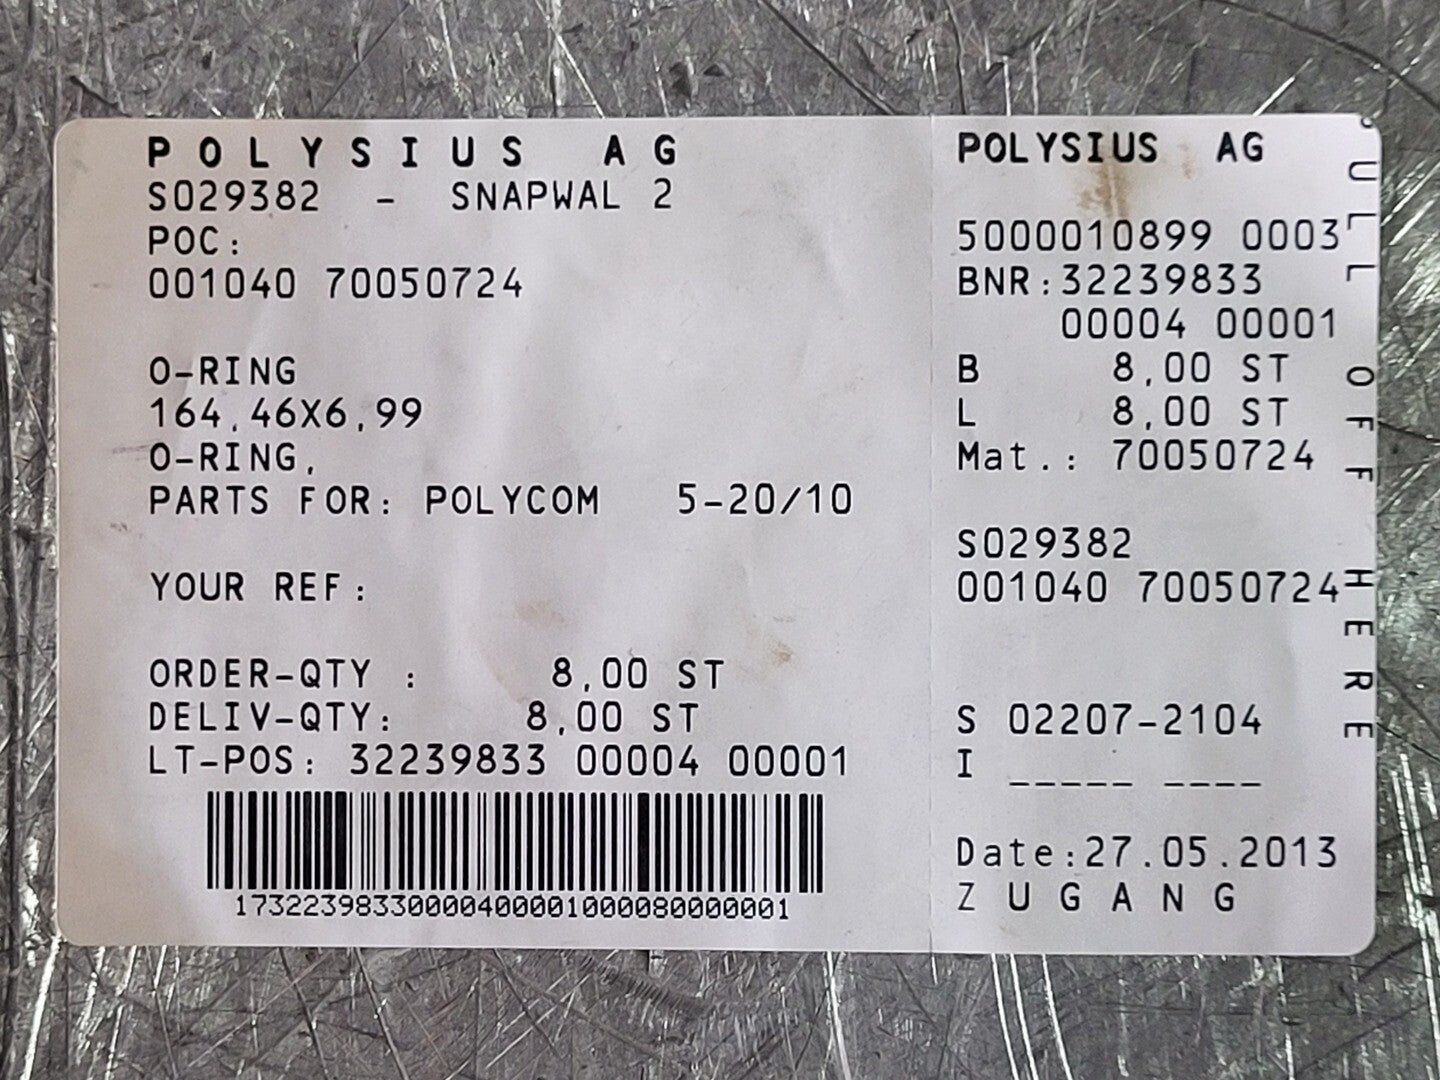 POLYSIUS AG
S029382 - SNAPWAL 2
POC:
001040 70050724
O-RING
164,46X6,99
O-RING,
PARTS FOR: POLYCOM 5-20/10
YOUR REF:
ORDER-QTY : 8,00 ST
DELIV-QTY: 8,00 ST
LT-POS: 32239833 00004 00001
17322398330000400001000080000001
POLYSIUS AG
5000010899 0003
BNR:32239833
00004 00001
B 8,00 ST
L 8,00 ST
Mat.: 70050724
S029382
001040 70050724
S 02207-2104
I _____ ____
Date:27.05.2013
ZUGANG
PULL OFF HERE